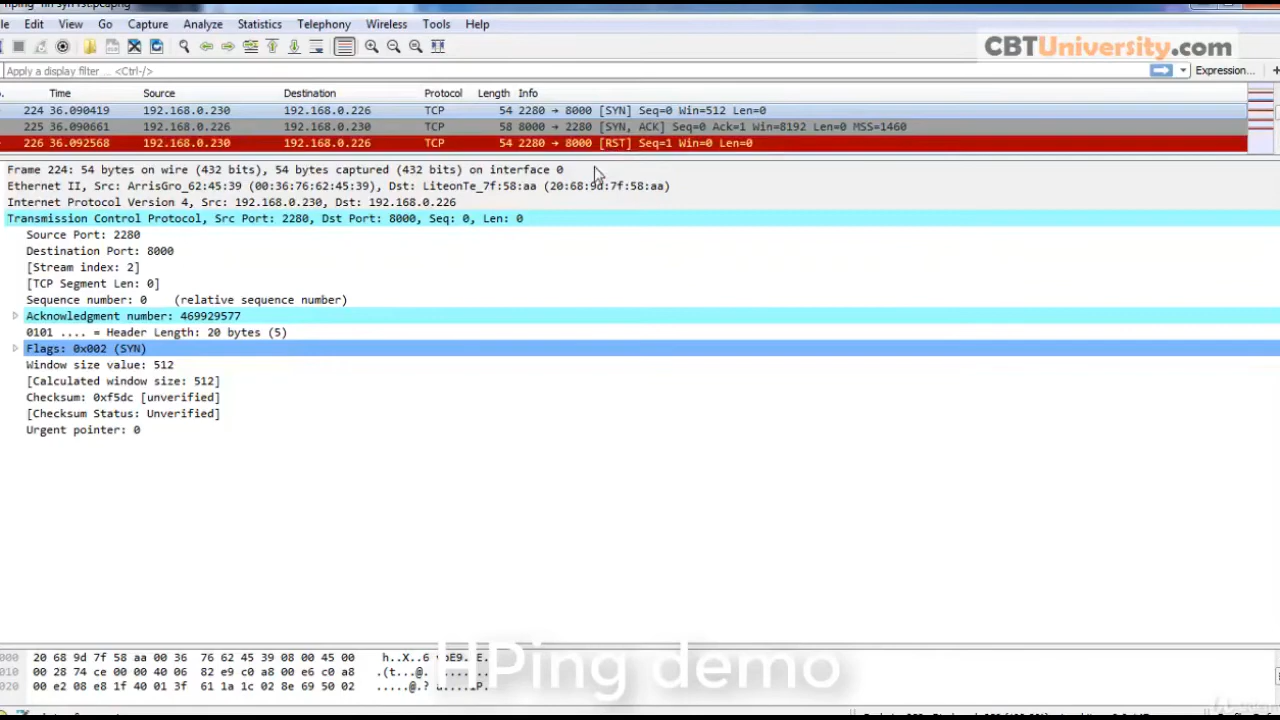 Hping fin syn rst.pcapng
le Edit View Go Capture Analyze Statistics Telephony Wireless Tools Help
CBTUniversity.com
Apply a display filter ... <Ctrl-/>
Expression...
Time Source Destination Protocol Length Info
224 36.090419 192.168.0.230 192.168.0.226 TCP 54 2280 → 8000 [SYN] Seq=0 Win=512 Len=0
225 36.090661 192.168.0.226 192.168.0.230 TCP 58 8000 → 2280 [SYN, ACK] Seq=0 Ack=1 Win=8192 Len=0 MSS=1460
226 36.092568 192.168.0.230 192.168.0.226 TCP 54 2280 → 8000 [RST] Seq=1 Win=0 Len=0
Frame 224: 54 bytes on wire (432 bits), 54 bytes captured (432 bits) on interface 0
Ethernet II, Src: ArrisGro_62:45:39 (00:36:76:62:45:39), Dst: LiteonTe_7f:58:aa (20:68:9d:7f:58:aa)
Internet Protocol Version 4, Src: 192.168.0.230, Dst: 192.168.0.226
Transmission Control Protocol, Src Port: 2280, Dst Port: 8000, Seq: 0, Len: 0
Source Port: 2280
Destination Port: 8000
[Stream index: 2]
[TCP Segment Len: 0]
Sequence number: 0 (relative sequence number)
Acknowledgment number: 469929577
0101 .... = Header Length: 20 bytes (5)
Flags: 0x002 (SYN)
Window size value: 512
[Calculated window size: 512]
Checksum: 0xf5dc [unverified]
[Checksum Status: Unverified]
Urgent pointer: 0
000 20 68 9d 7f 58 aa 00 36 76 62 45 39 08 00 45 00
010 00 28 74 ce 00 00 40 06 82 e9 c0 a8 00 e6 c0 a8 .(t...@.
020 00 e2 08 e8 1f 40 01 3f 61 1a 1c 02 8e 69 50 02 .....@.?
HPing demo